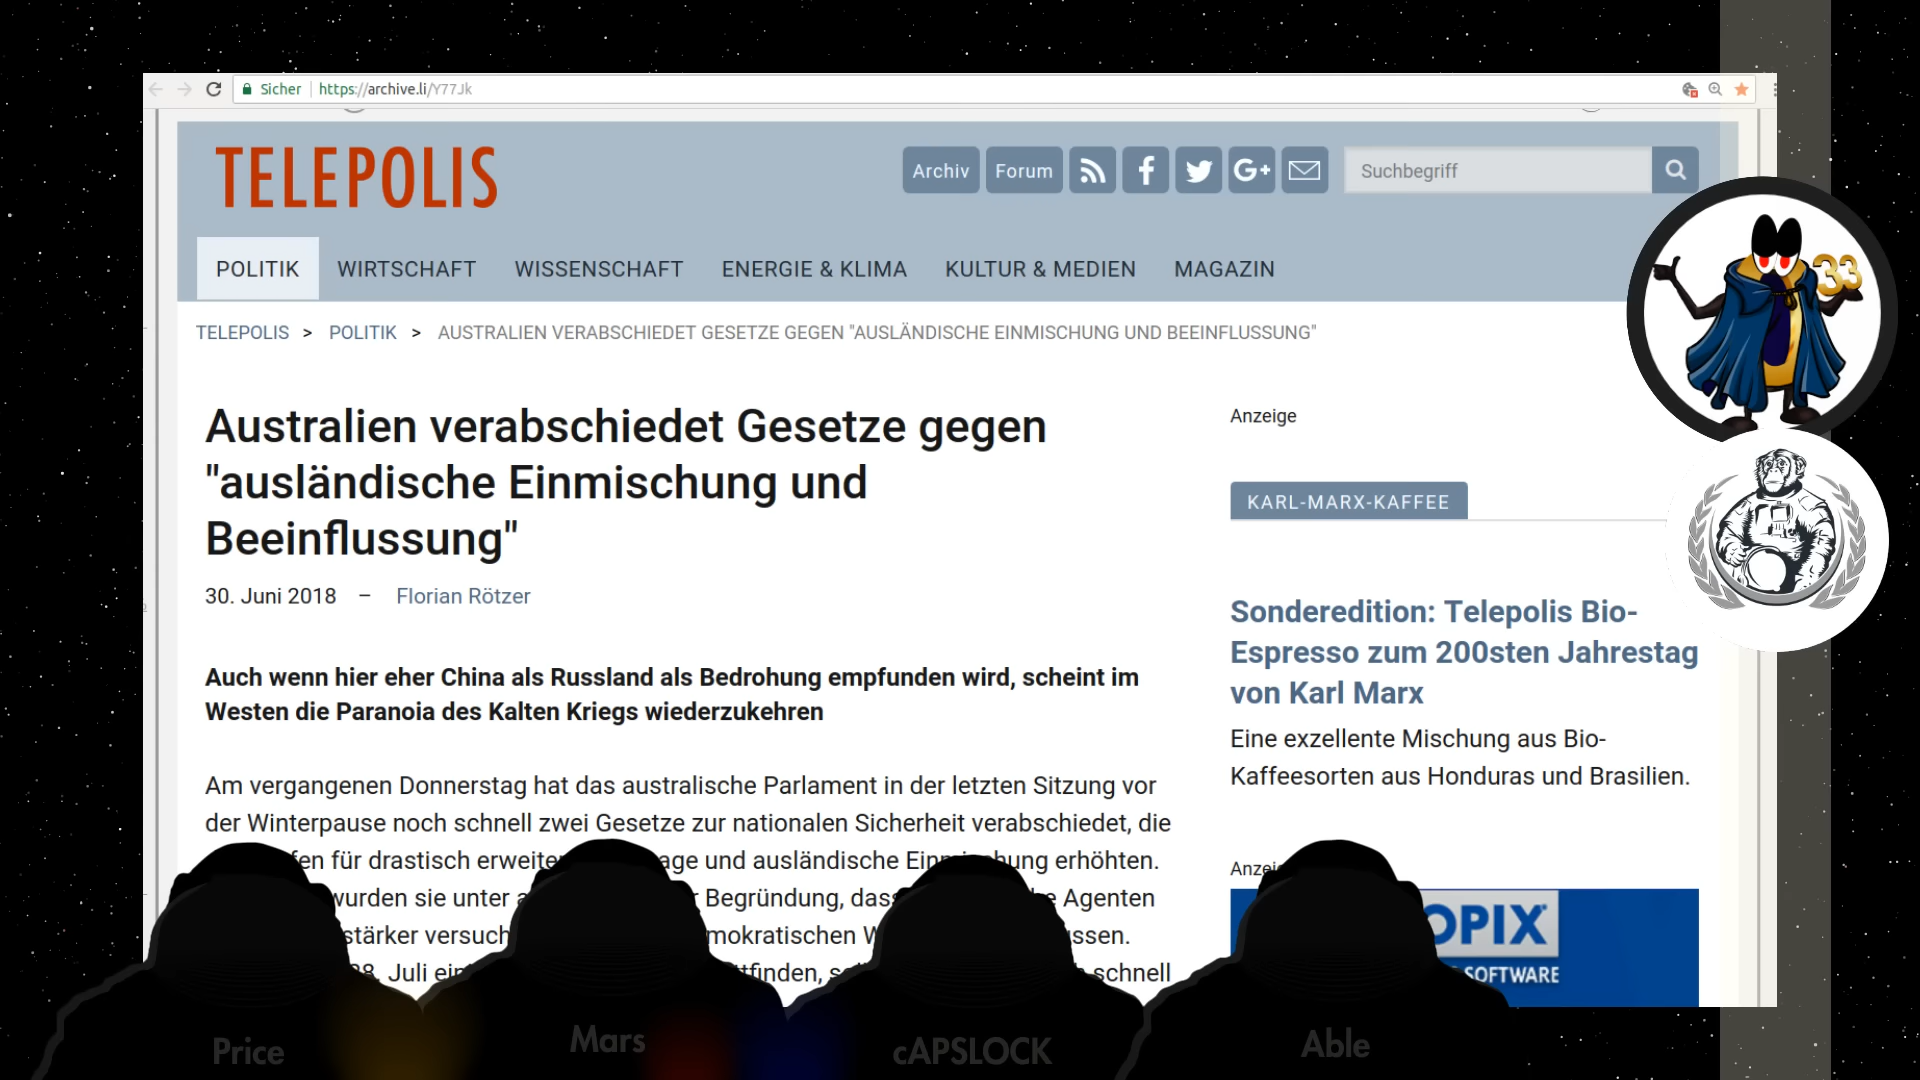 Sicher
https://archive.li/Y77Jk
TELEPOLIS
Archiv
Forum
G+
Suchbegriff
POLITIK
WIRTSCHAFT
WISSENSCHAFT
ENERGIE & KLIMA
KULTUR & MEDIEN
MAGAZIN
33
TELEPOLIS > POLITIK > AUSTRALIEN VERABSCHIEDET GESETZE GEGEN "AUSLÄNDISCHE EINMISCHUNG UND BEEINFLUSSUNG"
Australien verabschiedet Gesetze gegen
"ausländische Einmischung und
Beeinflussung"
30. Juni 2018 – Florian Rötzer
Auch wenn hier eher China als Russland als Bedrohung empfunden wird, scheint im
Westen die Paranoia des Kalten Kriegs wiederzukehren
Am vergangenen Donnerstag hat das australische Parlament in der letzten Sitzung vor
der Winterpause noch schnell zwei Gesetze zur nationalen Sicherheit verabschiedet, die
für drastisch und ausländische erhöhten.
wurden sie unter Begründung, Agenten
stärker
Juli schnell
Anzeige
KARL-MARX-KAFFEE
Sonderedition: Telepolis Bio-
Espresso zum 200sten Jahrestag
von Karl Marx
Eine exzellente Mischung aus Bio-
Kaffeesorten aus Honduras und Brasilien.
SOFTWARE
Price
Mars
cAPSLOCK
Able